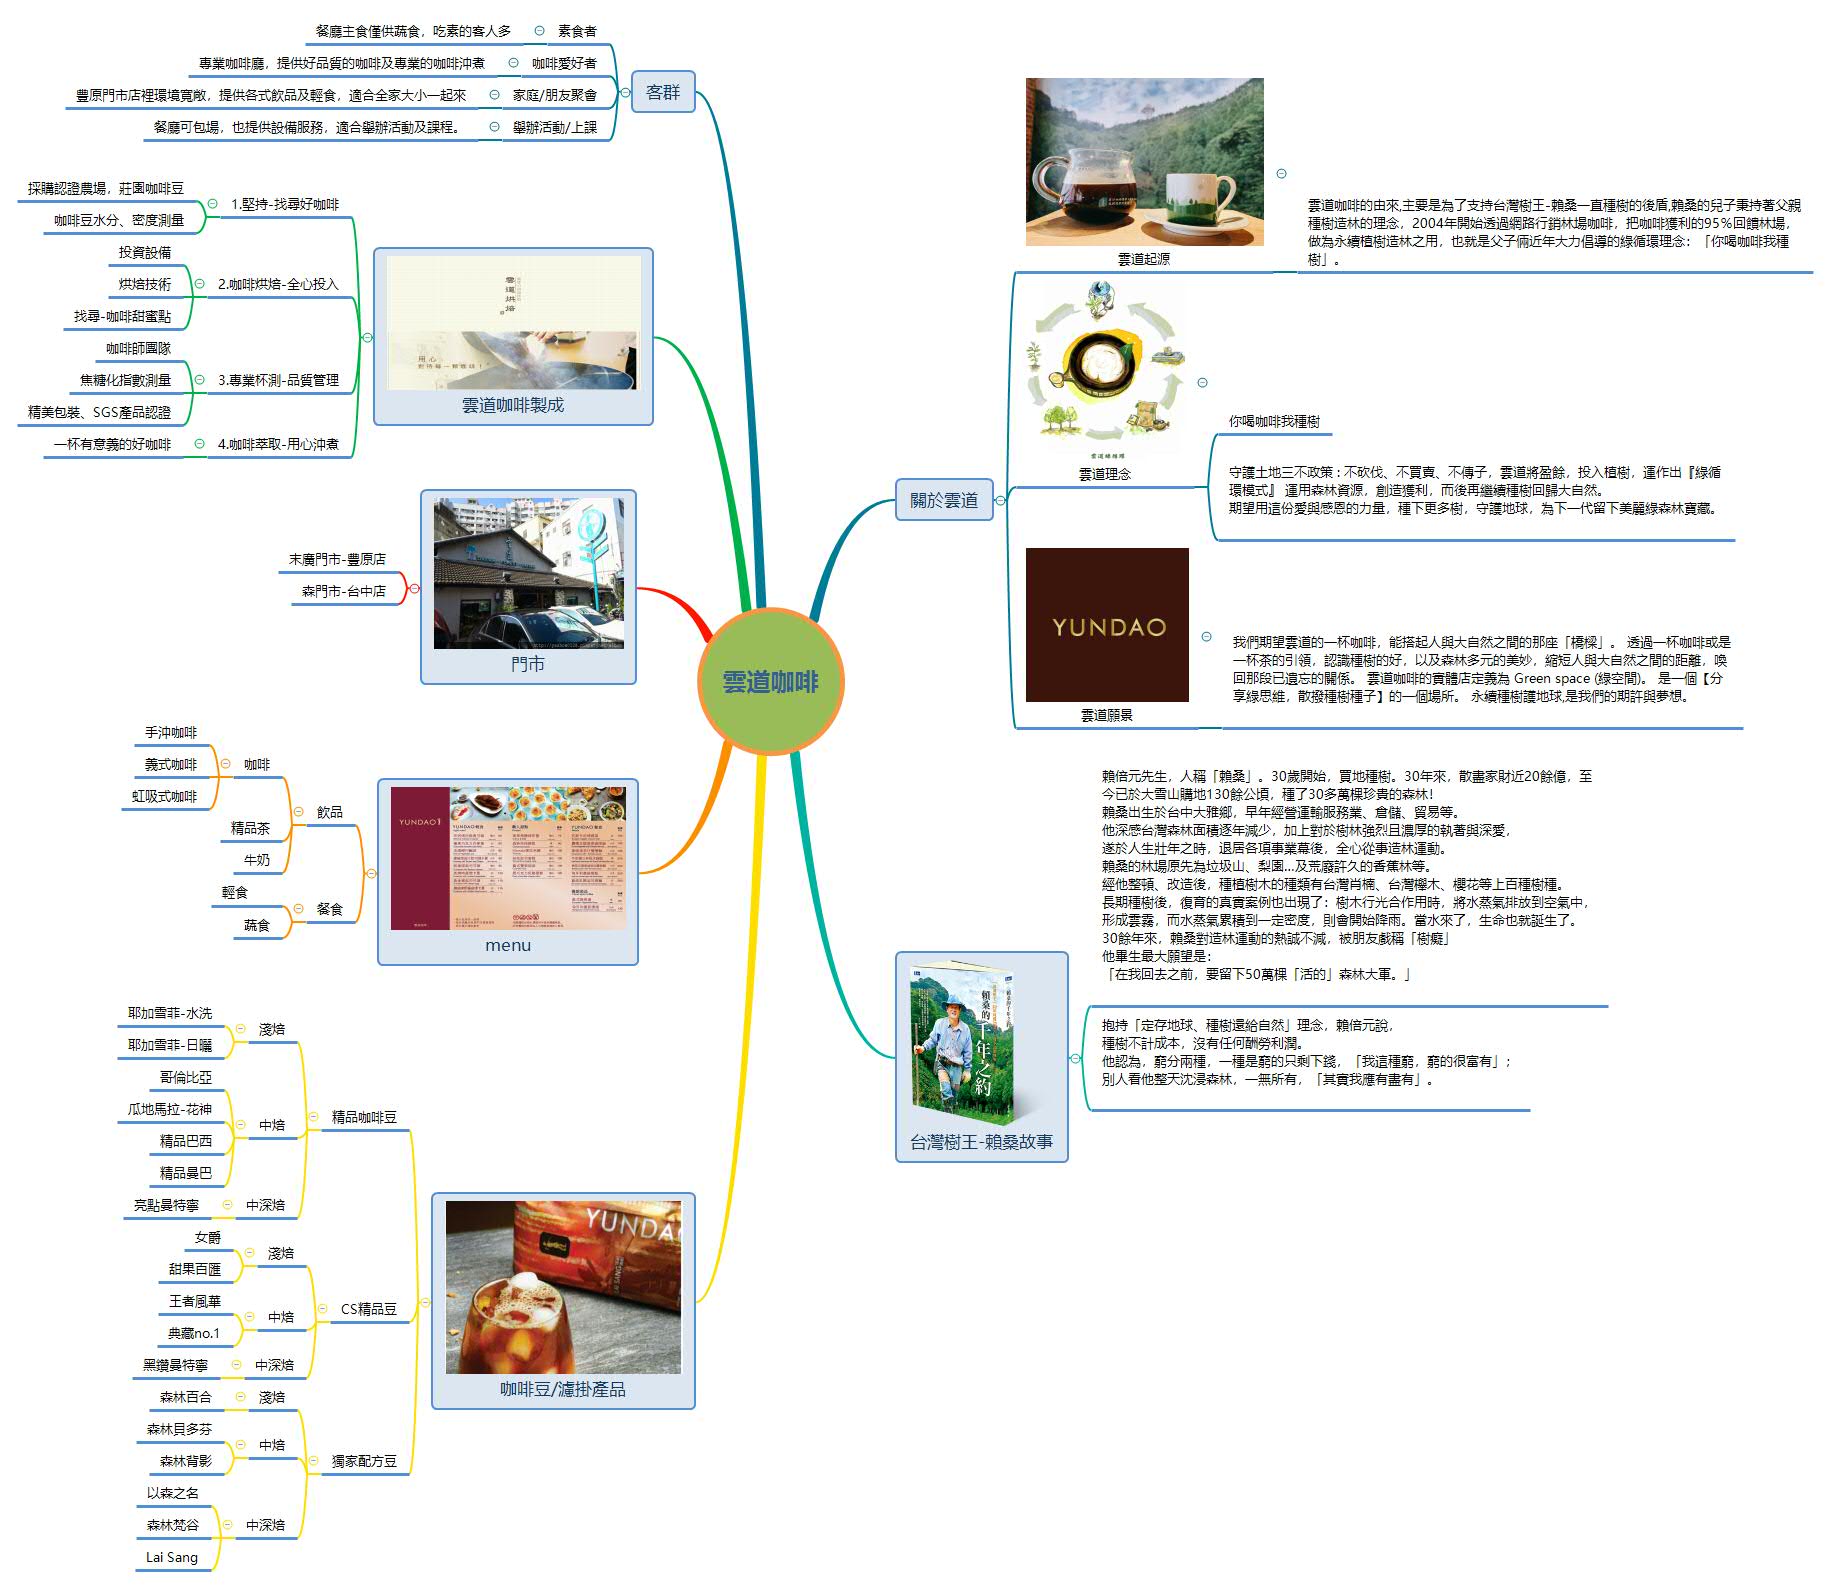 雲道咖啡
客群
素食者
餐廳主食僅供蔬食，吃素的客人多
咖啡愛好者
專業咖啡廳，提供好品質的咖啡及專業的咖啡沖煮
家庭/朋友聚會
豐原門市店裡環境寬敞，提供各式飲品及輕食，適合全家大小一起來
舉辦活動/上課
餐廳可包場，也提供設備服務，適合舉辦活動及課程。
雲道烘焙
用心
對待每一顆咖啡！
雲道咖啡製成
1.堅持-找尋好咖啡
採購認證農場，莊園咖啡豆
咖啡豆水分、密度測量
2.咖啡烘焙-全心投入
投資設備
烘焙技術
找尋-咖啡甜蜜點
3.專業杯測-品質管理
咖啡師團隊
焦糖化指數測量
精美包裝、SGS產品認證
4.咖啡萃取-用心沖煮
一杯有意義的好咖啡
門市
末廣門市-豐原店
森門市-台中店
YUNDAO
menu
飲品
咖啡
手沖咖啡
義式咖啡
虹吸式咖啡
精品茶
牛奶
餐食
輕食
蔬食
YUNDAO
咖啡豆/濾掛產品
精品咖啡豆
淺焙
耶加雪菲-水洗
耶加雪菲-日曬
中焙
哥倫比亞
瓜地馬拉-花神
精品巴西
精品曼巴
中深焙
亮點曼特寧
CS精品豆
淺焙
女爵
甜果百匯
中焙
王者風華
典藏no.1
中深焙
黑鑽曼特寧
獨家配方豆
淺焙
森林百合
中焙
森林貝多芬
森林背影
中深焙
以森之名
森林梵谷
Lai Sang
關於雲道
雲道起源
雲道咖啡的由來,主要是為了支持台灣樹王-賴桑一直種樹的後盾,賴桑的兒子秉持著父親
種樹造林的理念，2004年開始透過網路行銷林場咖啡，把咖啡獲利的95%回饋林場，
做為永續植樹造林之用，也就是父子倆近年大力倡導的綠循環理念：「你喝咖啡我種
樹」。
雲道綠循環
雲道理念
你喝咖啡我種樹
守護土地三不政策：不砍伐、不買賣、不傳子，雲道將盈餘，投入植樹，運作出『綠循
環模式』 運用森林資源，創造獲利，而後再繼續種樹回歸大自然。
期望用這份愛與感恩的力量，種下更多樹，守護地球，為下一代留下美麗綠森林寶藏。
YUNDAO
雲道願景
我們期望雲道的一杯咖啡，能搭起人與大自然之間的那座「橋樑」。 透過一杯咖啡或是
一杯茶的引領，認識種樹的好，以及森林多元的美妙，縮短人與大自然之間的距離，喚
回那段已遺忘的關係。 雲道咖啡的實體店定義為 Green space (綠空間)。 是一個【分
享綠思維，散撥種樹種子】的一個場所。 永續種樹護地球,是我們的期許與夢想。
賴桑的
千年之約
台灣樹王-賴桑故事
賴倍元先生，人稱「賴桑」。30歲開始，買地種樹。30年來，散盡家財近20餘億，至
今已於大雪山購地130餘公頃，種了30多萬棵珍貴的森林！
賴桑出生於台中大雅鄉，早年經營運輸服務業、倉儲、貿易等。
他深感台灣森林面積逐年減少，加上對於樹林強烈且濃厚的執著與深愛，
遂於人生壯年之時，退居各項事業幕後，全心從事造林運動。
賴桑的林場原先為垃圾山、梨園...及荒廢許久的香蕉林等。
經他整頓、改造後，種植樹木的種類有台灣肖楠、台灣櫸木、櫻花等上百種樹種。
長期種樹後，復育的真實案例也出現了：樹木行光合作用時，將水蒸氣排放到空氣中，
形成雲霧，而水蒸氣累積到一定密度，則會開始降雨。當水來了，生命也就誕生了。
30餘年來，賴桑對造林運動的熱誠不減，被朋友戲稱「樹癡」
他畢生最大願望是：
「在我回去之前，要留下50萬棵「活的」森林大軍。」
抱持「定存地球、種樹還給自然」理念，賴倍元說，
種樹不計成本，沒有任何酬勞利潤。
他認為，窮分兩種，一種是窮的只剩下錢，「我這種窮，窮的很富有」；
別人看他整天沈浸森林，一無所有，「其實我應有盡有」。